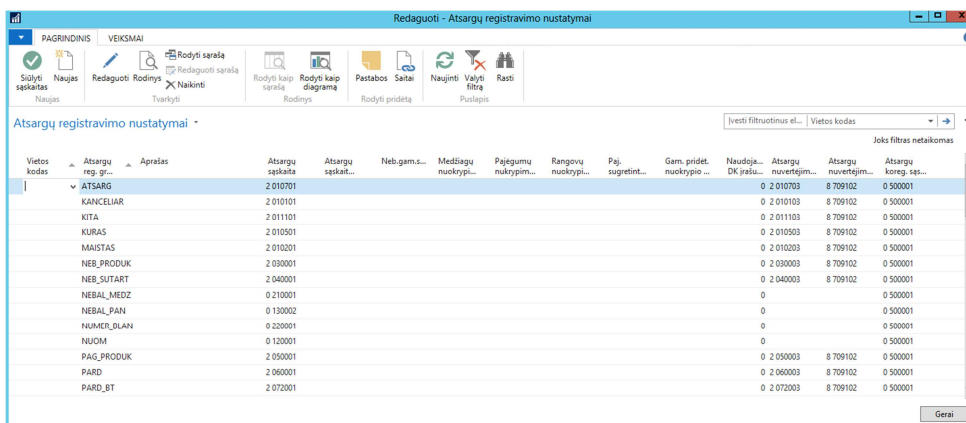 Redaguoti - Atsargų registravimo nustatymai
PAGRINDINIS VEIKSMAI
Siūlyti sąskaitas Naujas Redaguoti Rodinys Rodyti sąrašą Redaguoti sąrašą Naikinti Rodyti kaip sąrašą Rodyti kaip diagramą Pastabos Saitai Naujinti Valyti filtrą Rasti
Naujas Tvarkyti Rodinys Rodyti pridėtą Puslapis
Atsargų registravimo nustatymai
Įvesti filtruotinus el... Vietos kodas
Joks filtras netaikomas
Vietos Atsargų Aprašas Atsargų Atsargų Neb.gam.s... Medžiagų Pajėgumų Rangovų Paj. Gam. pridėt. Naudoja... Atsargų Atsargų Atsargų
kodas reg. gr... sąskaita sąskait... nuokrypi... nukrypim... nuokrypi... sugretint... nuokrypio ... DK įrašu... nuvertėjim... nuvertėjim... koreg. sąs...
ATSARG 2 010701 0 2 010703 8 709102 0 500001
KANCELIAR 2 010101 0 2 010103 8 709102 0 500001
KITA 2 011101 0 2 011103 8 709102 0 500001
KURAS 2 010501 0 2 010503 8 709102 0 500001
MAISTAS 2 010201 0 2 010203 8 709102 0 500001
NEB_PRODUK 2 030001 0 2 030003 8 709102 0 500001
NEB_SUTART 2 040001 0 2 040003 8 709102 0 500001
NEBAL_MEDZ 0 210001 0 0 500001
NEBAL_PAN 0 130002 0 0 500001
NUMER_BLAN 0 220001 0 0 500001
NUOM 0 120001 0 0 500001
PAG_PRODUK 2 050001 0 2 050003 8 709102 0 500001
PARD 2 060001 0 2 060003 8 709102 0 500001
PARD_BT 2 072001 0 2 072003 8 709102 0 500001
Gerai